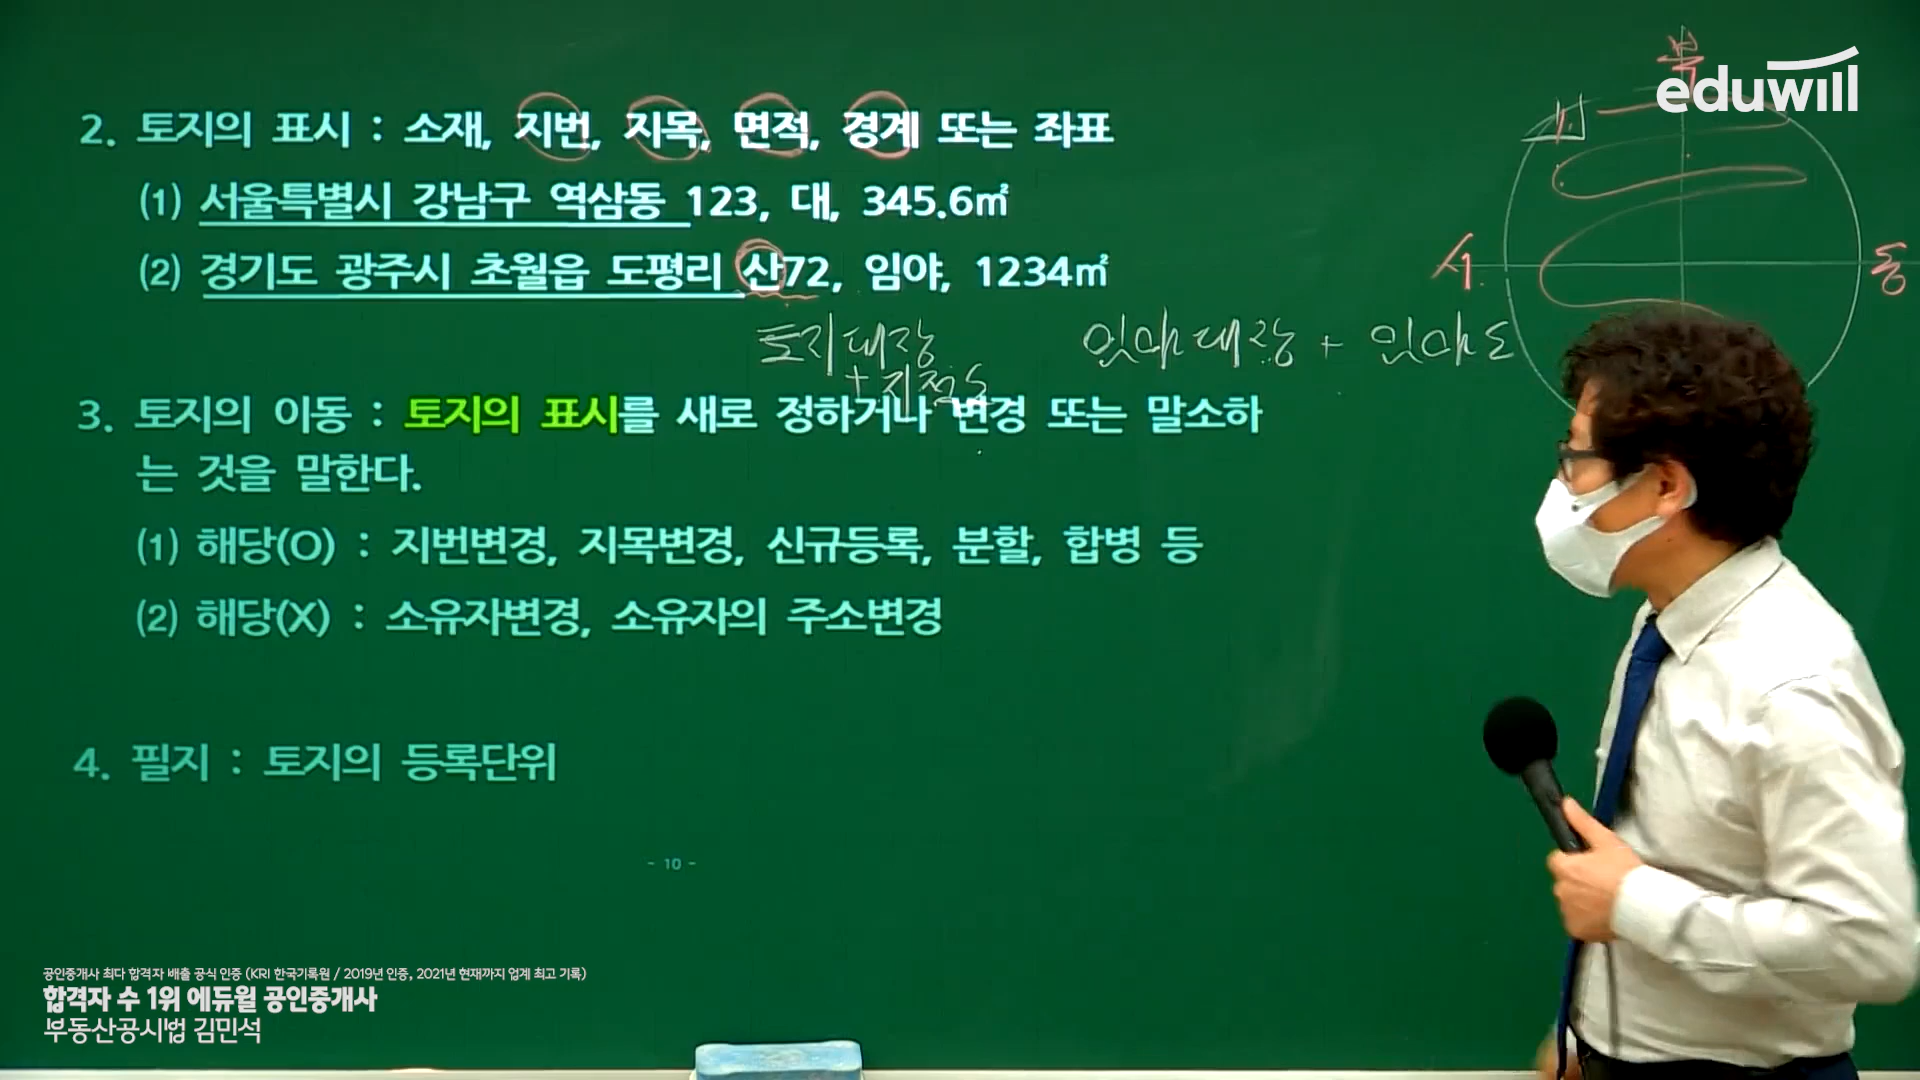 eduwill
북
2. 토지의 표시 : 소재, 지번, 지목, 면적, 경계 또는 좌표
(1) 서울특별시 강남구 역삼동 123, 대, 345.6㎡
(2) 경기도 광주시 초월읍 도평리 산72, 임야, 1234㎡
서
동
토지대장
+ 지적도
임야대장 + 임야도
3. 토지의 이동 : 토지의 표시를 새로 정하거나 변경 또는 말소하
는 것을 말한다.
(1) 해당(O) : 지번변경, 지목변경, 신규등록, 분할, 합병 등
(2) 해당(X) : 소유자변경, 소유자의 주소변경
4. 필지 : 토지의 등록단위
- 10 -
공인중개사 최다 합격자 배출 공식 인증 (KRI 한국기록원 / 2019년 인증, 2021년 현재까지 업계 최고 기록)
합격자 수 1위 에듀윌 공인중개사
부동산공시법 김민석